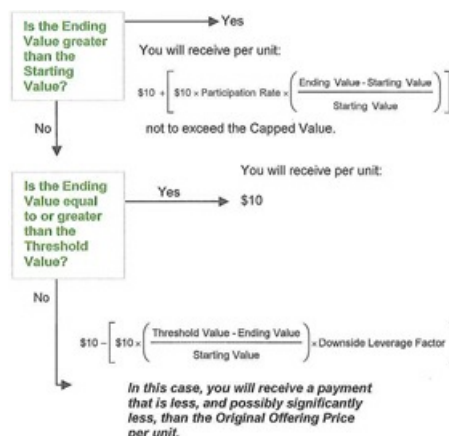 Is the Ending
Value greater
than the
Starting
Value?
Yes
You will receive per unit:
$10 + [ $10 × Participation Rate × ( Ending Value - Starting Value / Starting Value ) ]
not to exceed the Capped Value.
No
Is the Ending
Value equal
to or greater
than the
Threshold
Value?
Yes
You will receive per unit:
$10
No
$10 − [ $10 × ( Threshold Value - Ending Value / Starting Value ) × Downside Leverage Factor
In this case, you will receive a payment
that is less, and possibly significantly
less, than the Original Offering Price
per unit.